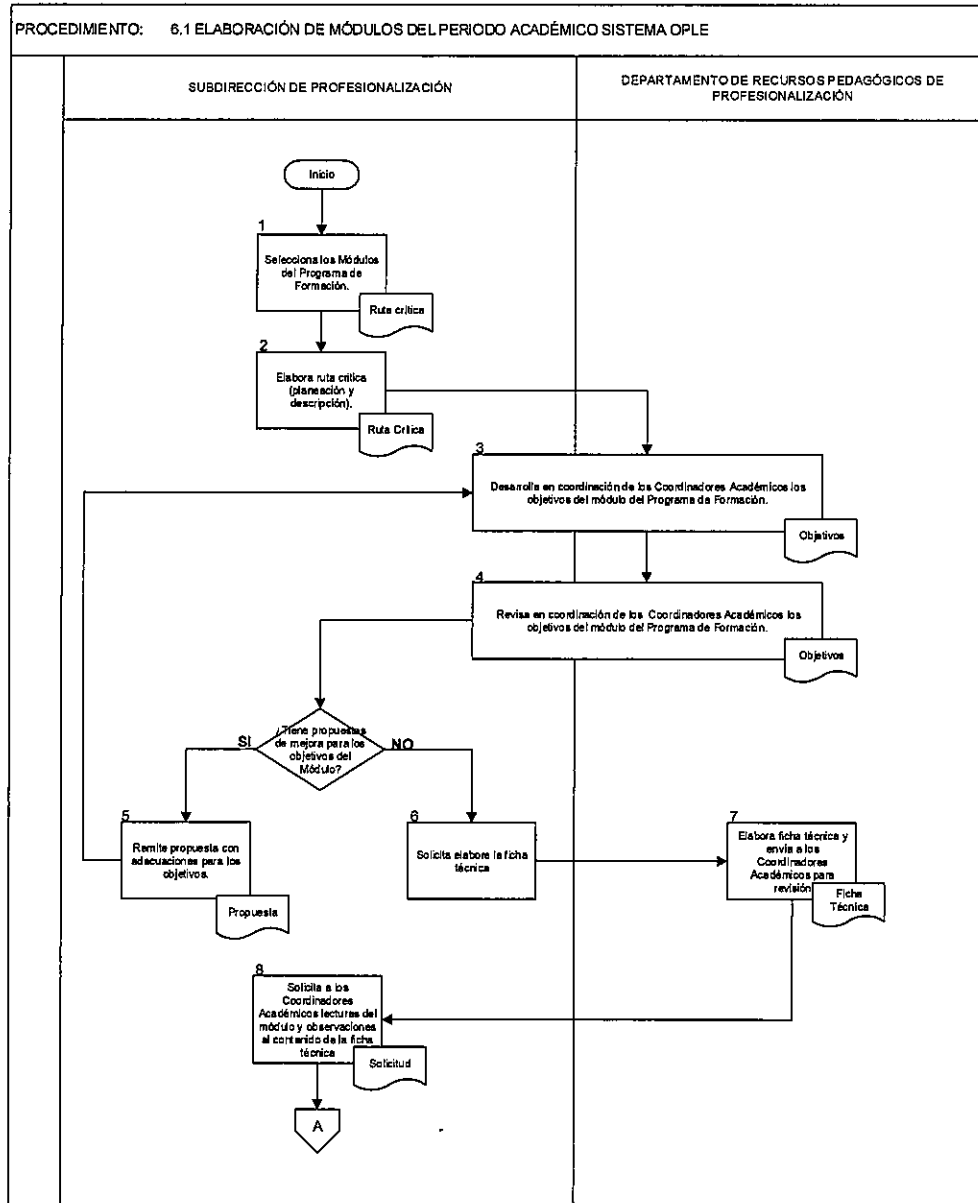 PROCEDIMIENTO: 6.1 ELABORACIÓN DE MÓDULOS DEL PERIODO ACADÉMICO SISTEMA OPLE
SUBDIRECCIÓN DE PROFESIONALIZACIÓN
DEPARTAMENTO DE RECURSOS PEDAGÓGICOS DE
PROFESIONALIZACIÓN
Inicio
1
Selecciona los Módulos
del Programa de
Formación.
Ruta crítica
2
Elabora ruta crítica
(planeación y
descripción).
Ruta Crítica
3
Desarrolla en coordinación de los Coordinadores Académicos los
objetivos del módulo del Programa de Formación.
Objetivos
4
Revisa en coordinación de los Coordinadores Académicos los
objetivos del módulo del Programa de Formación.
Objetivos
¿Tiene propuestas
de mejora para los
objetivos del
Módulo?
SI
NO
5
Remite propuesta con
adecuaciones para los
objetivos.
Propuesta
6
Solicita elabore la ficha
técnica
7
Elabora ficha técnica y
envía a los
Coordinadores
Académicos para
revisión
Ficha
Técnica
8
Solicita a los
Coordinadores
Académicos lecturas del
módulo y observaciones
al contenido de la ficha
técnica
Solicitud
A